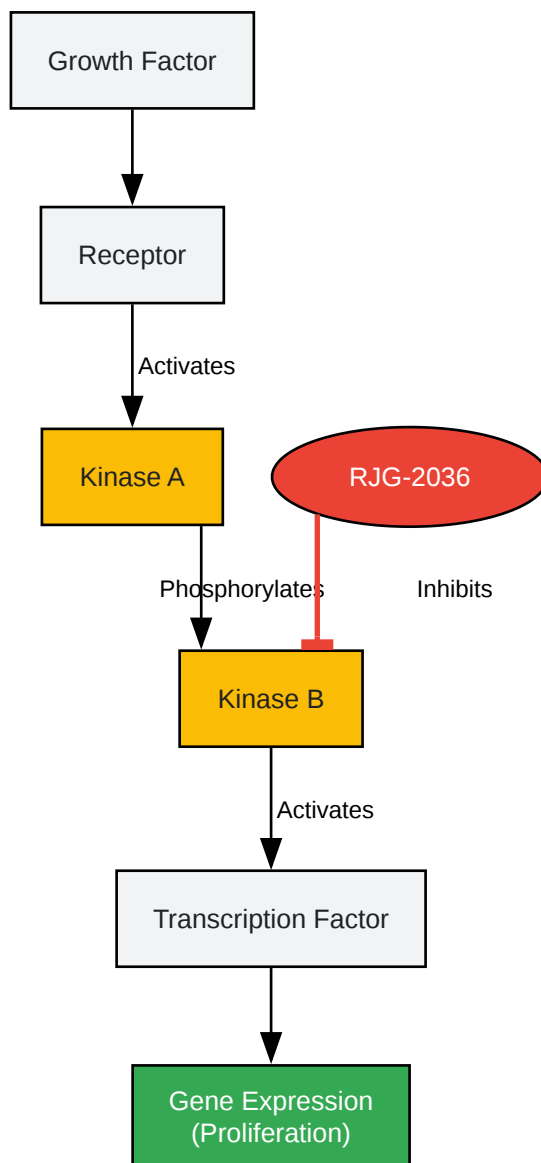 Growth Factor
Receptor
Activates
Kinase A
RJG-2036
Phosphorylates
Inhibits
Kinase B
Activates
Transcription Factor
Gene Expression
(Proliferation)